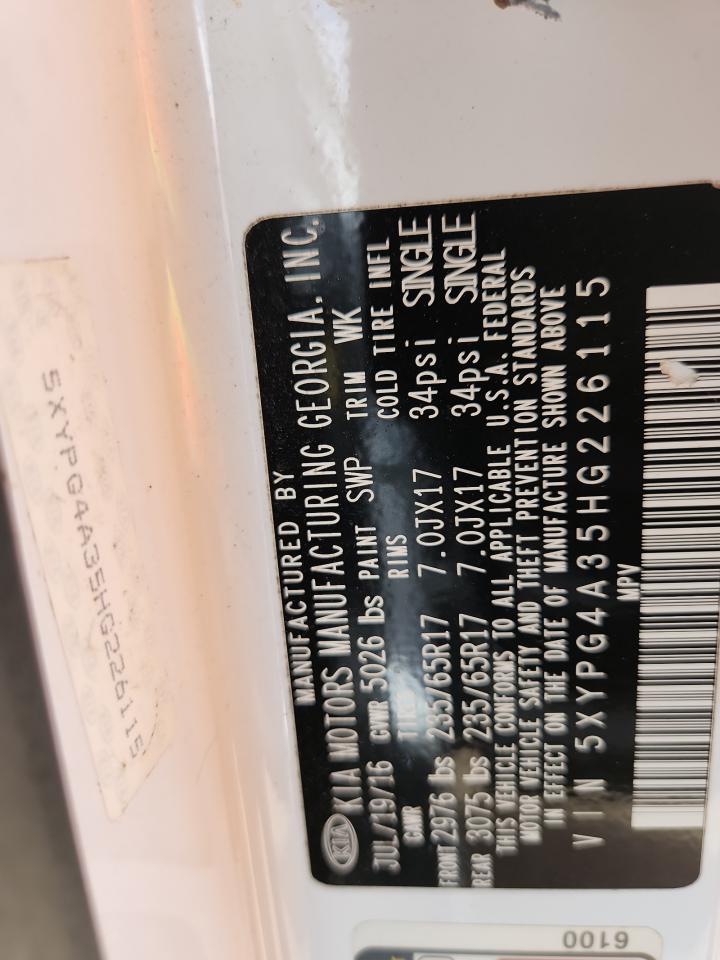 MANUFACTURED BY
KIA KIA MOTORS MANUFACTURING GEORGIA, INC.
JUL/19/16 GVWR 5026 lbs PAINT SWP TRIM WK
GAWR TIRES RIMS COLD TIRE INFL
FRONT 2976 lbs 235/65R17 7.0JX17 34psi SINGLE
REAR 3075 lbs 235/65R17 7.0JX17 34psi SINGLE
THIS VEHICLE CONFORMS TO ALL APPLICABLE U.S.A. FEDERAL
MOTOR VEHICLE SAFETY AND THEFT PREVENTION STANDARDS
IN EFFECT ON THE DATE OF MANUFACTURE SHOWN ABOVE
VIN 5XYPG4A35HG226115
MPV
5XYPG4A35HG226115
6100